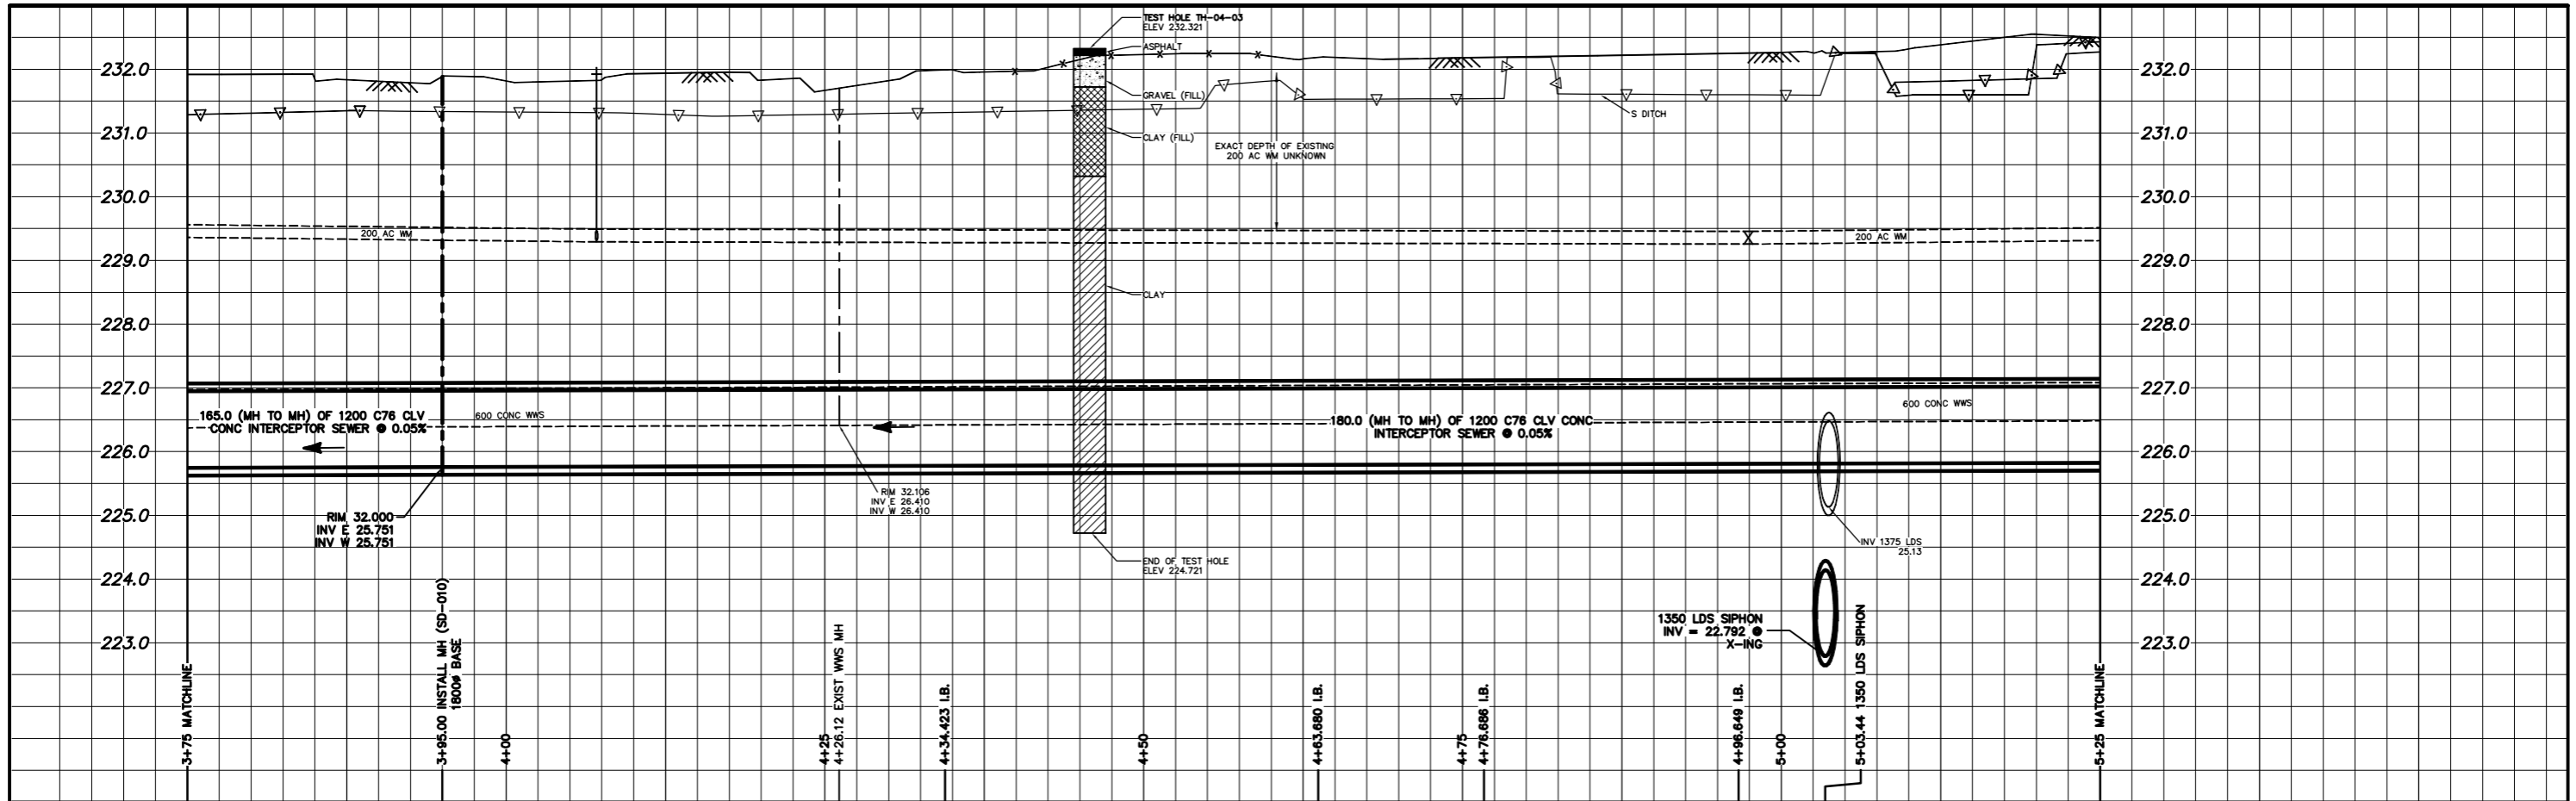 TEST HOLE TH-04-03
ELEV 232.321
ASPHALT
GRAVEL (FILL)
CLAY (FILL)
CLAY
END OF TEST HOLE
ELEV 224.721
EXACT DEPTH OF EXISTING
200 AC WM UNKNOWN
S DITCH
232.0
231.0
230.0
229.0
228.0
227.0
226.0
225.0
224.0
223.0
232.0
231.0
230.0
229.0
228.0
227.0
226.0
225.0
224.0
223.0
200 AC WM
200 AC WM
165.0 (MH TO MH) OF 1200 C76 CLV
CONC INTERCEPTOR SEWER @ 0.05%
600 CONC WWS
180.0 (MH TO MH) OF 1200 C76 CLV CONC
INTERCEPTOR SEWER @ 0.05%
600 CONC WWS
RIM 32.000
INV E 25.751
INV W 25.751
RIM 32.106
INV E 26.410
INV W 26.410
INV 1375 LDS
25.13
1350 LDS SIPHON
INV = 22.792 @
X-ING
3+75 MATCHLINE
3+95.00 INSTALL MH (SD-010)
1800ø BASE
4+00
4+25
4+26.12 EXIST WWS MH
4+34.423 I.B.
4+50
4+63.680 I.B.
4+75
4+76.686 I.B.
4+96.649 I.B.
5+00
5+03.44 1350 LDS SIPHON
5+25 MATCHLINE